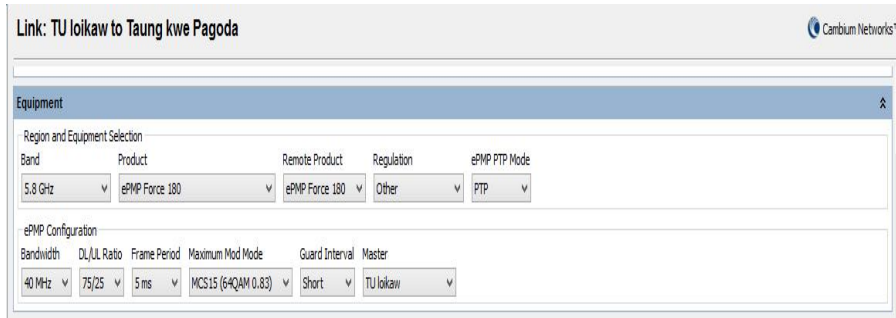 Link: TU loikaw to Taung kwe Pagoda
Cambium Networks
Equipment
Region and Equipment Selection
Band Product Remote Product Regulation ePMP PTP Mode
5.8 GHz ePMP Force 180 ePMP Force 180 Other PTP
ePMP Configuration
Bandwidth DL/UL Ratio Frame Period Maximum Mod Mode Guard Interval Master
40 MHz 75/25 5 ms MCS15 (64QAM 0.83) Short TU loikaw